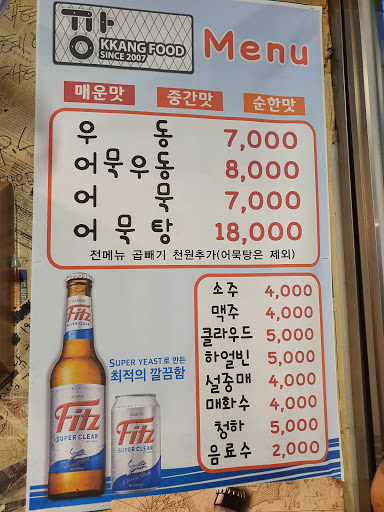 깡
KKANG FOOD
SINCE 2007
Menu
매운맛 중간맛 순한맛
우동 7,000
어묵우동 8,000
어묵 7,000
어묵탕 18,000
전메뉴 곱빼기 천원추가(어묵탕은 제외)
소주 4,000
맥주 4,000
클라우드 5,000
하얼빈 5,000
설중매 4,000
매화수 4,000
청하 5,000
음료수 2,000
SUPER YEAST로 만든
최적의 깔끔함
Fitz
SUPER CLEAR
Fitz
SUPER CLEAR
Fitz
SUPER CLEAR